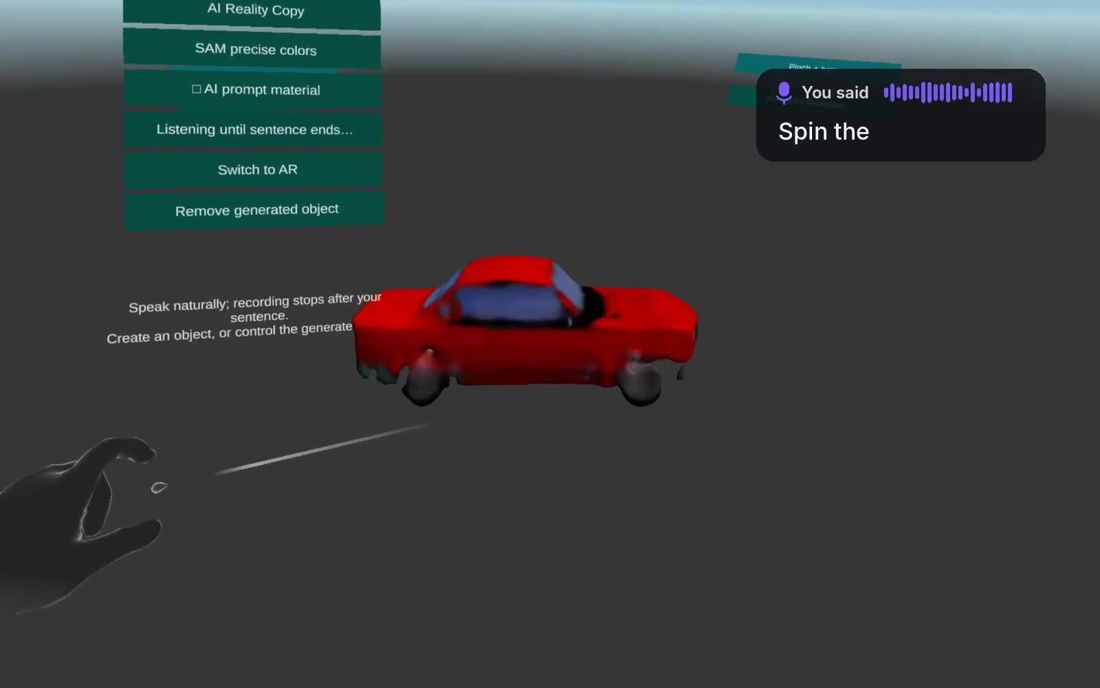 AI Reality Copy
SAM precise colors
□ AI prompt material
Listening until sentence ends...
Switch to AR
Remove generated object
Speak naturally; recording stops after your
sentence.
Create an object, or control the generate
You said
Spin the